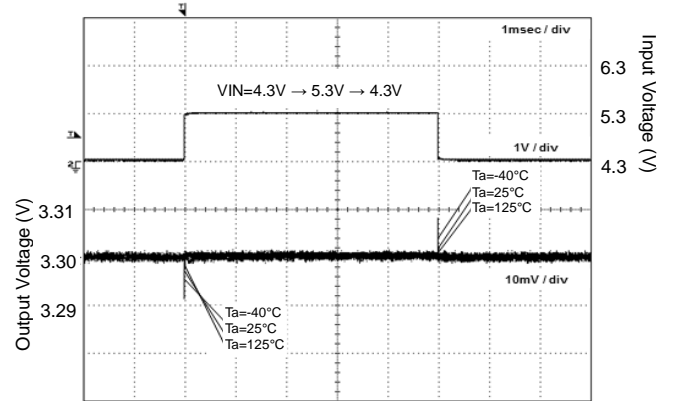 1msec / div
6.3
VIN=4.3V → 5.3V → 4.3V
5.3
Input Voltage (V)
1V / div
4.3
Ta=-40°C
Ta=25°C
Ta=125°C
3.31
Output Voltage (V)
3.30
10mV / div
3.29
Ta=-40°C
Ta=25°C
Ta=125°C